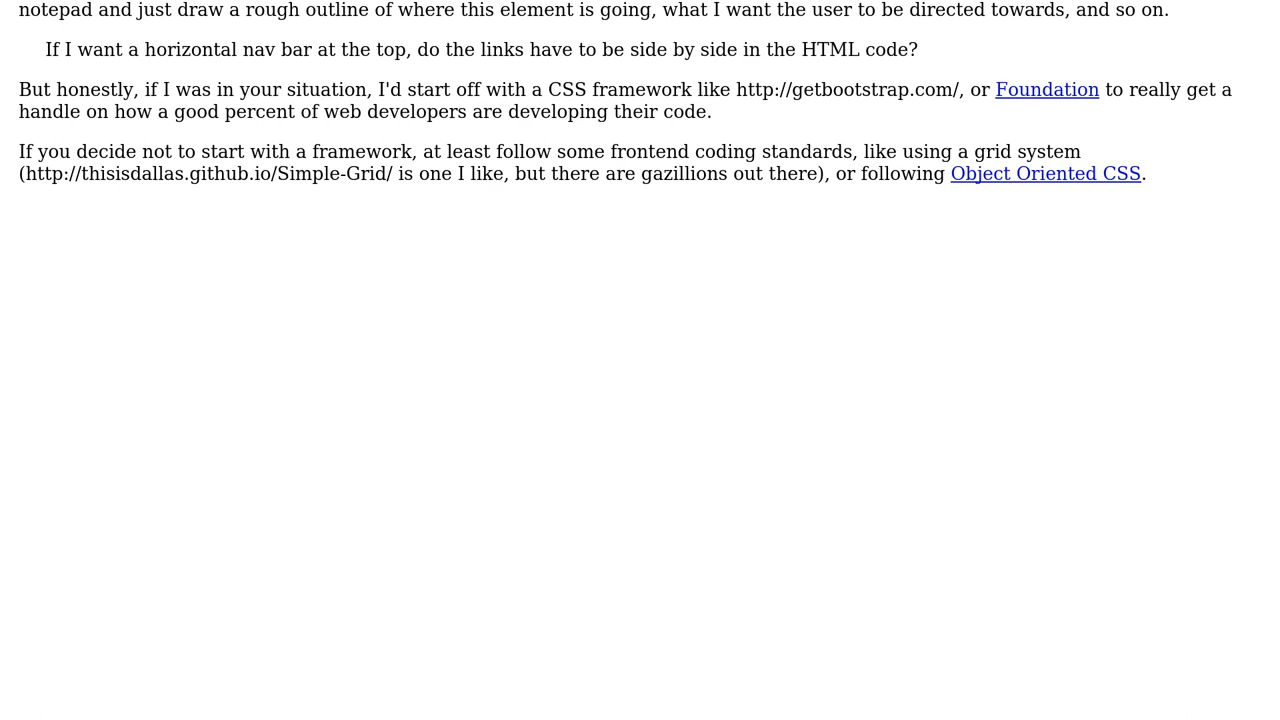 notepad and just draw a rough outline of where this element is going, what I want the user to be directed towards, and so on.
If I want a horizontal nav bar at the top, do the links have to be side by side in the HTML code?
But honestly, if I was in your situation, I'd start off with a CSS framework like http://getbootstrap.com/, or Foundation to really get a
handle on how a good percent of web developers are developing their code.
If you decide not to start with a framework, at least follow some frontend coding standards, like using a grid system
(http://thisisdallas.github.io/Simple-Grid/ is one I like, but there are gazillions out there), or following Object Oriented CSS.